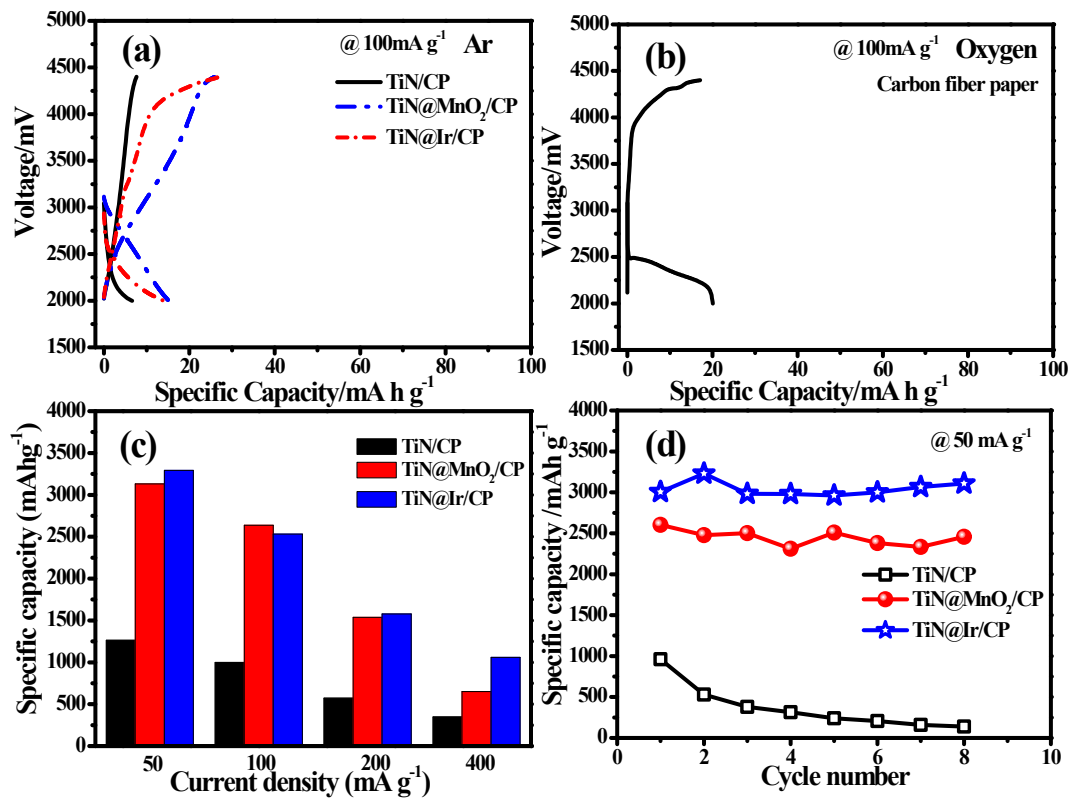 (a)
@ 100mA g⁻¹ Ar
TiN/CP
TiN@MnO₂/CP
TiN@Ir/CP
Voltage/mV
5000
4500
4000
3500
3000
2500
2000
1500
0 20 40 60 80 100
Specific Capacity/mA h g⁻¹
(b)
@ 100mA g⁻¹ Oxygen
Carbon fiber paper
Voltage/mV
5000
4500
4000
3500
3000
2500
2000
1500
0 20 40 60 80 100
Specific Capacity/mA h g⁻¹
(c)
TiN/CP
TiN@MnO₂/CP
TiN@Ir/CP
Specific capacity (mAhg⁻¹)
4000
3500
3000
2500
2000
1500
1000
500
0
50 100 200 400
Current density (mA g⁻¹)
(d)
@ 50 mA g⁻¹
TiN/CP
TiN@MnO₂/CP
TiN@Ir/CP
Specific capacity /mAh g⁻¹
4000
3500
3000
2500
2000
1500
1000
500
0
0 2 4 6 8 10
Cycle number